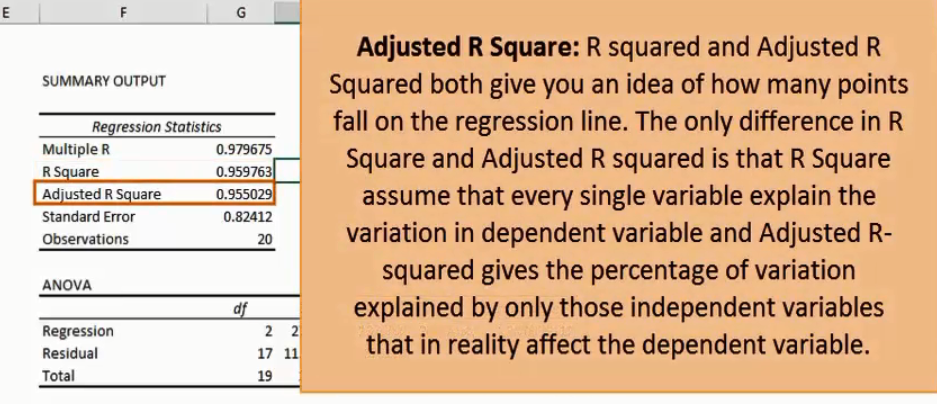 E F G
SUMMARY OUTPUT
Regression Statistics
Multiple R 0.979675
R Square 0.959763
Adjusted R Square 0.955029
Standard Error 0.82412
Observations 20
ANOVA
df
Regression 2 2
Residual 17 11
Total 19
Adjusted R Square: R squared and Adjusted R
Squared both give you an idea of how many points
fall on the regression line. The only difference in R
Square and Adjusted R squared is that R Square
assume that every single variable explain the
variation in dependent variable and Adjusted R-
squared gives the percentage of variation
explained by only those independent variables
that in reality affect the dependent variable.